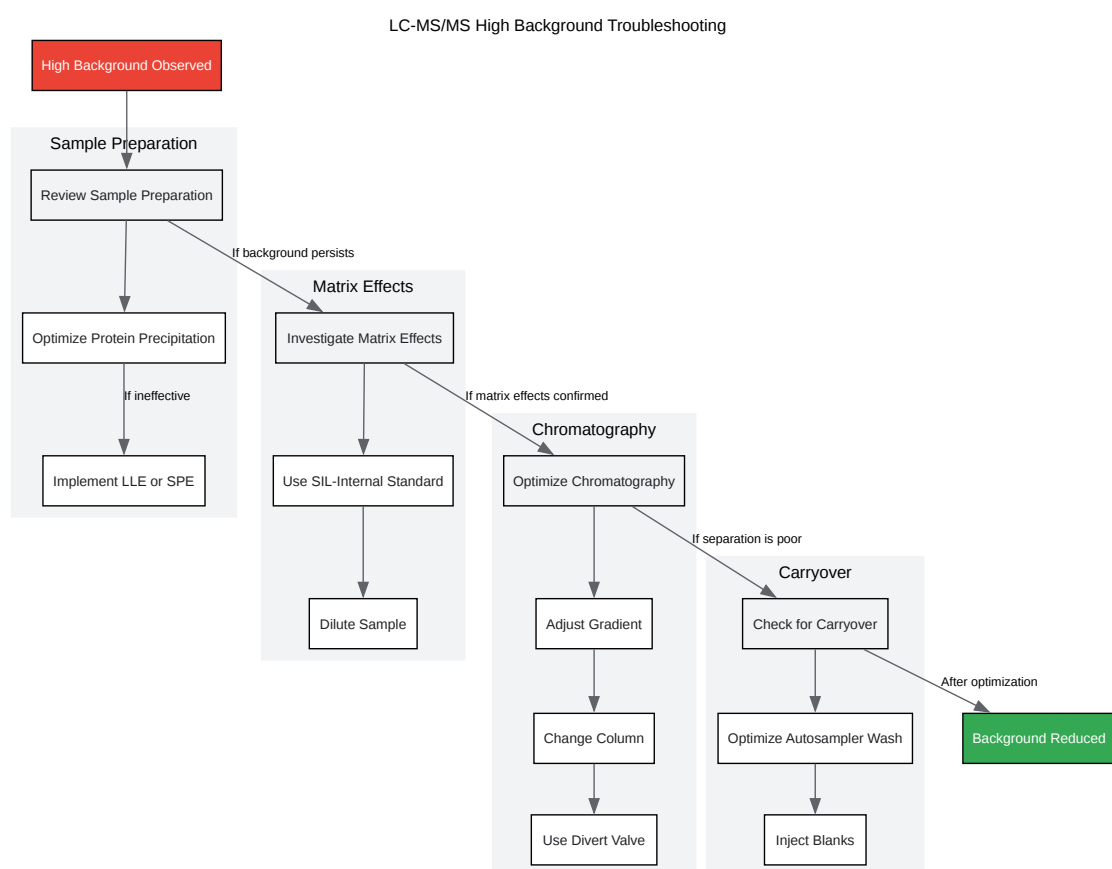 LC-MS/MS High Background Troubleshooting
High Background Observed
Sample Preparation
Review Sample Preparation
If background persists
Matrix Effects
Optimize Protein Precipitation
Investigate Matrix Effects
If ineffective
If matrix effects confirmed
Chromatography
Implement LLE or SPE
Use SIL-Internal Standard
Optimize Chromatography
If separation is poor
Carryover
Dilute Sample
Adjust Gradient
Check for Carryover
After optimization
Change Column
Optimize Autosampler Wash
Background Reduced
Use Divert Valve
Inject Blanks